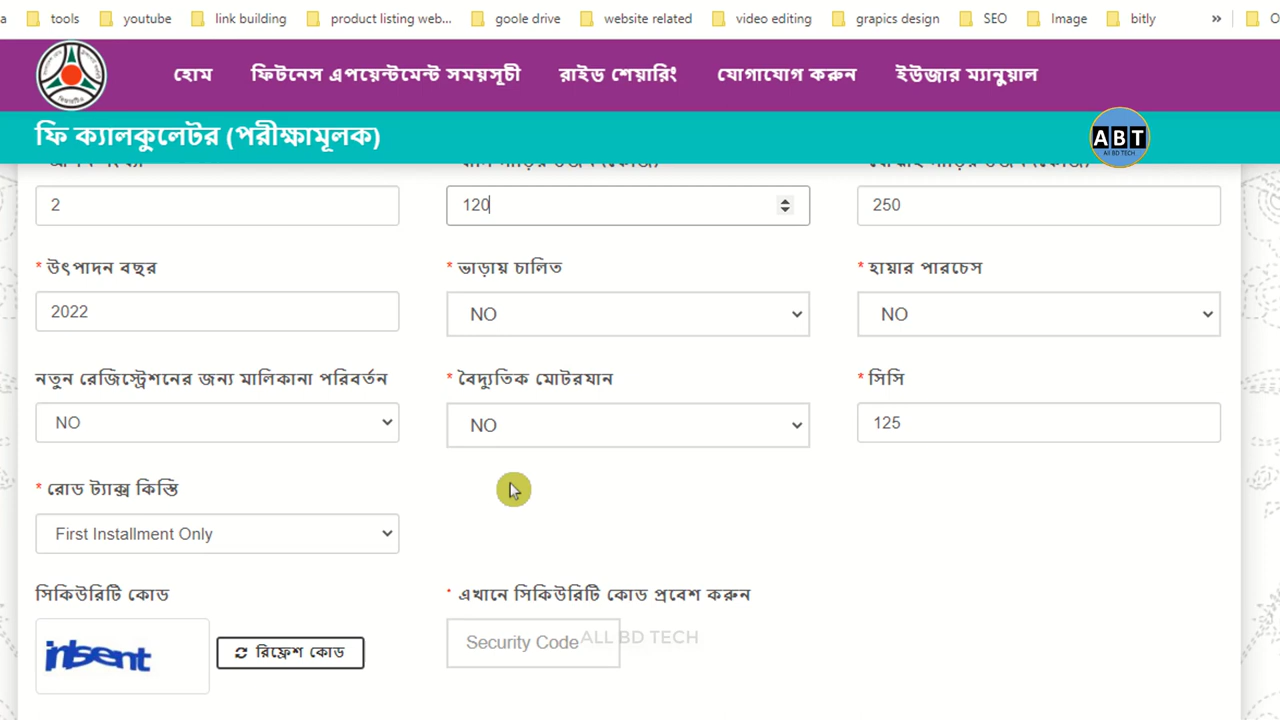 a tools youtube link building product listing web... goole drive website related video editing grapics design SEO Image bitly » O
হোম ফিটনেস এপয়েন্টমেন্ট সময়সূচী রাইড শেয়ারিং যোগাযোগ করুন ইউজার ম্যানুয়াল
ফি ক্যালকুলেটর (পরীক্ষামূলক)
ABT
All BD TECH
2 120 250
* উৎপাদন বছর * ভাড়ায় চালিত * হায়ার পারচেস
2022 NO NO
নতুন রেজিস্ট্রেশনের জন্য মালিকানা পরিবর্তন * বৈদ্যুতিক মোটরযান * সিসি
NO NO 125
* রোড ট্যাক্স কিস্তি
First Installment Only
সিকিউরিটি কোড * এখানে সিকিউরিটি কোড প্রবেশ করুন
inbent রিফ্রেশ কোড Security Code ALL BD TECH